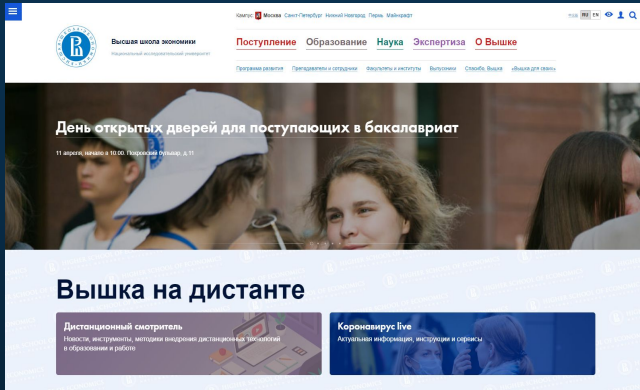 Кампус: Москва Санкт-Петербург Нижний Новгород Пермь Майнкрафт
RU EN
Высшая школа экономики
Национальный исследовательский университет
Поступление Образование Наука Экспертиза О Вышке
Программа развития Преподаватели и сотрудники Факультеты и институты Выпускники Спасибо, Вышка «Вышка для своих»
День открытых дверей для поступающих в бакалавриат
11 апреля, начало в 10:00. Покровский бульвар, д.11
Вышка на дистанте
Дистанционный смотритель
Новости, инструменты, методики внедрения дистанционных технологий
в образовании и работе
Коронавирус live
Актуальная информация, инструкции и сервисы